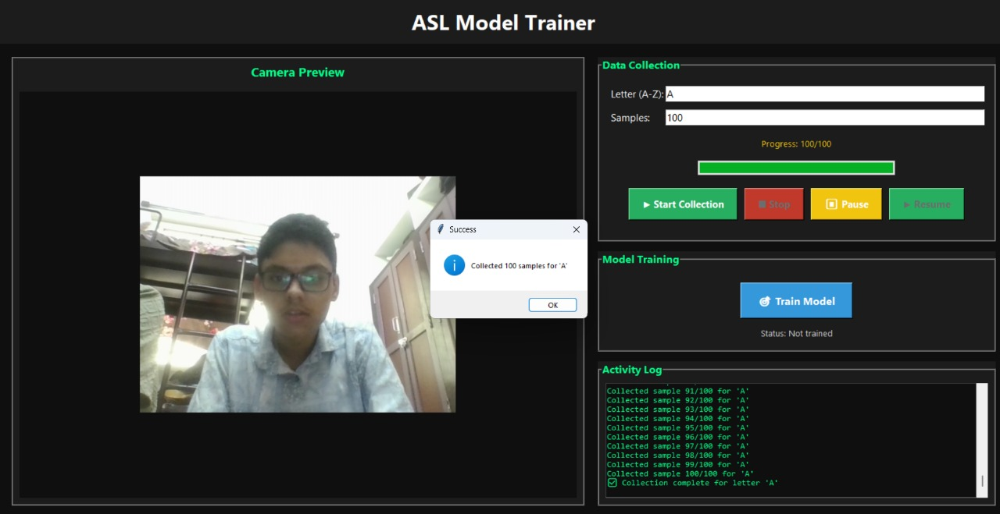 ASL Model Trainer
Camera Preview
Data Collection
Letter (A-Z): A
Samples: 100
Progress: 100/100
▶ Start Collection
■ Stop
Pause
▶ Resume
Success
Collected 100 samples for 'A'
OK
Model Training
Train Model
Status: Not trained
Activity Log
Collected sample 91/100 for 'A'
Collected sample 92/100 for 'A'
Collected sample 93/100 for 'A'
Collected sample 94/100 for 'A'
Collected sample 95/100 for 'A'
Collected sample 96/100 for 'A'
Collected sample 97/100 for 'A'
Collected sample 98/100 for 'A'
Collected sample 99/100 for 'A'
Collected sample 100/100 for 'A'
☑ Collection complete for letter 'A'